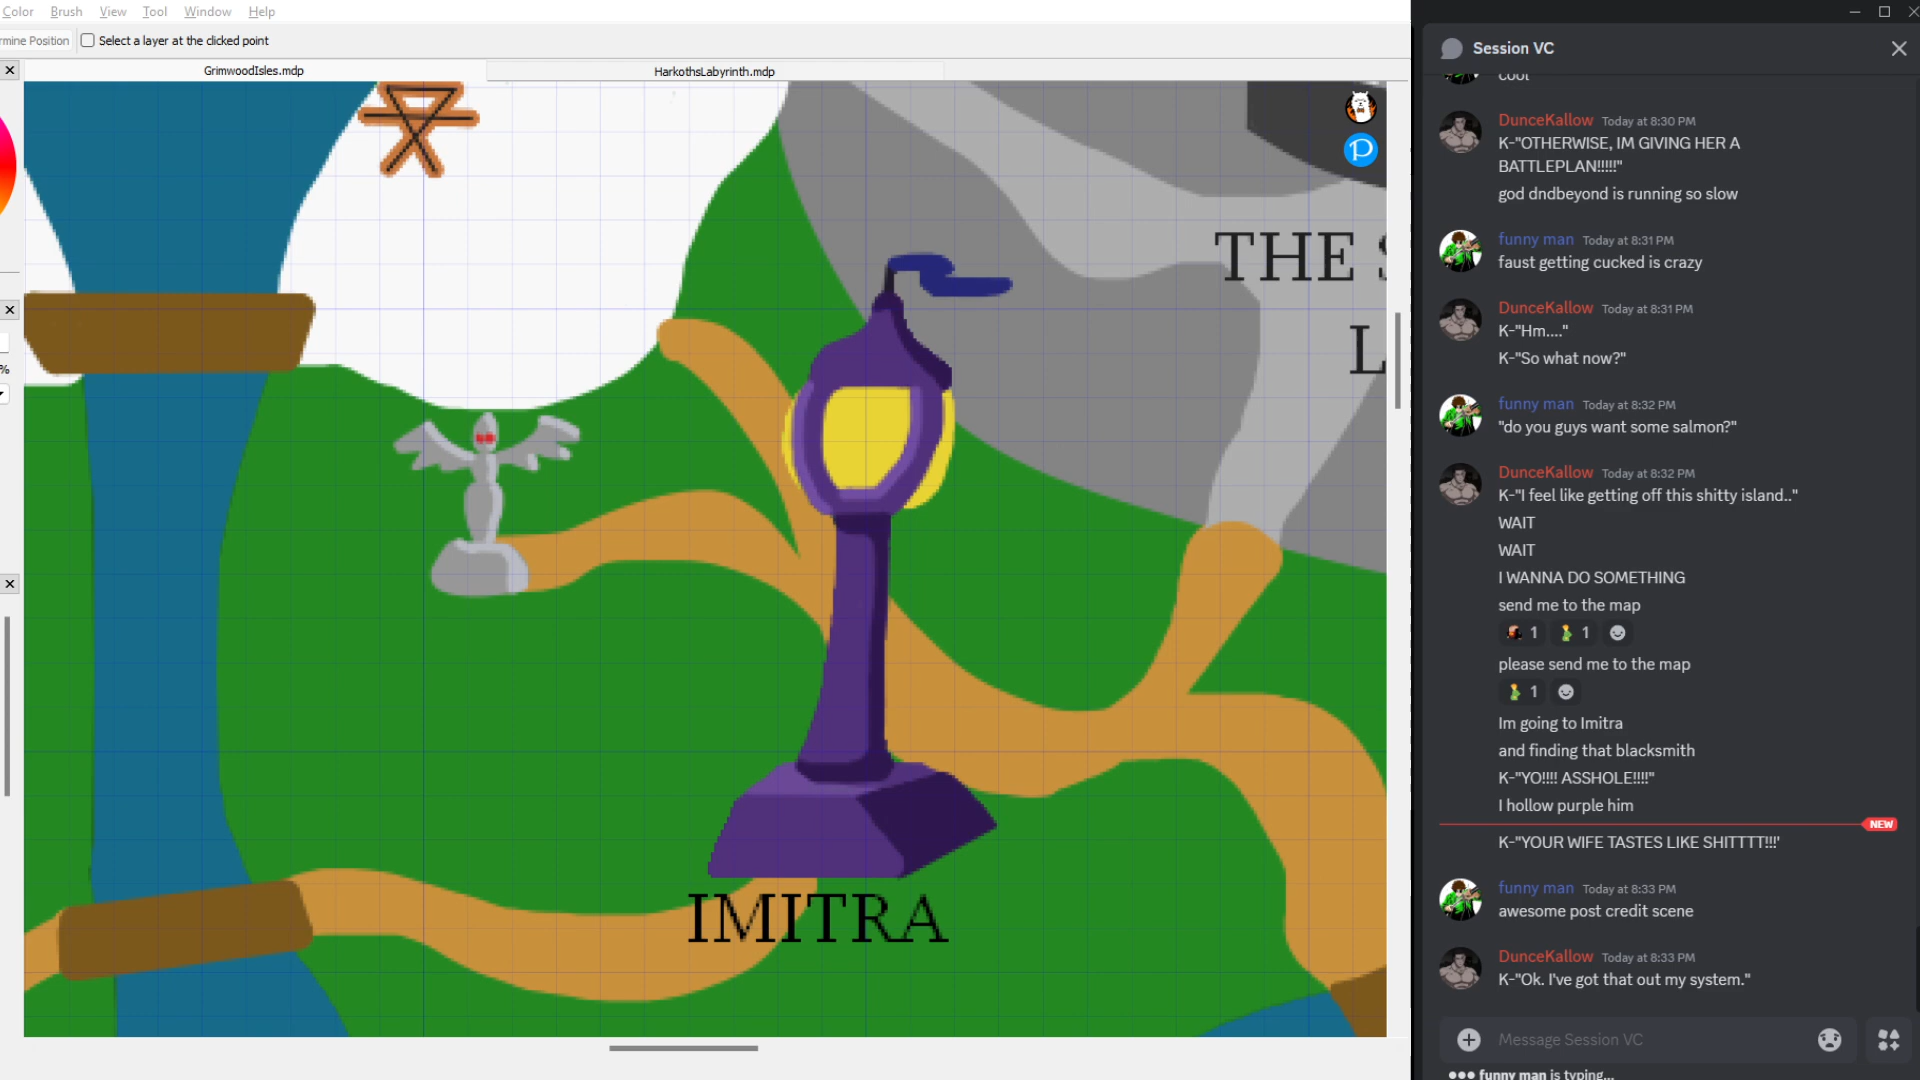 Color Brush View Tool Window Help
rmine Position Select a layer at the clicked point
GrimwoodIsles.mdp HarkothsLabyrinth.mdp
THE S
L
IMITRA
%
Session VC
cool
DunceKallow Today at 8:30 PM
K-"OTHERWISE, IM GIVING HER A
BATTLEPLAN!!!!!"
god dndbeyond is running so slow
funny man Today at 8:31 PM
faust getting cucked is crazy
DunceKallow Today at 8:31 PM
K-"Hm...."
K-"So what now?"
funny man Today at 8:32 PM
"do you guys want some salmon?"
DunceKallow Today at 8:32 PM
K-"I feel like getting off this shitty island.."
WAIT
WAIT
I WANNA DO SOMETHING
send me to the map
1 1
please send me to the map
1
Im going to Imitra
and finding that blacksmith
K-"YO!!!! ASSHOLE!!!!"
I hollow purple him
NEW
K-"YOUR WIFE TASTES LIKE SHITTTT!!!'
funny man Today at 8:33 PM
awesome post credit scene
DunceKallow Today at 8:33 PM
K-"Ok. I've got that out my system."
Message Session VC
funny man is typing...